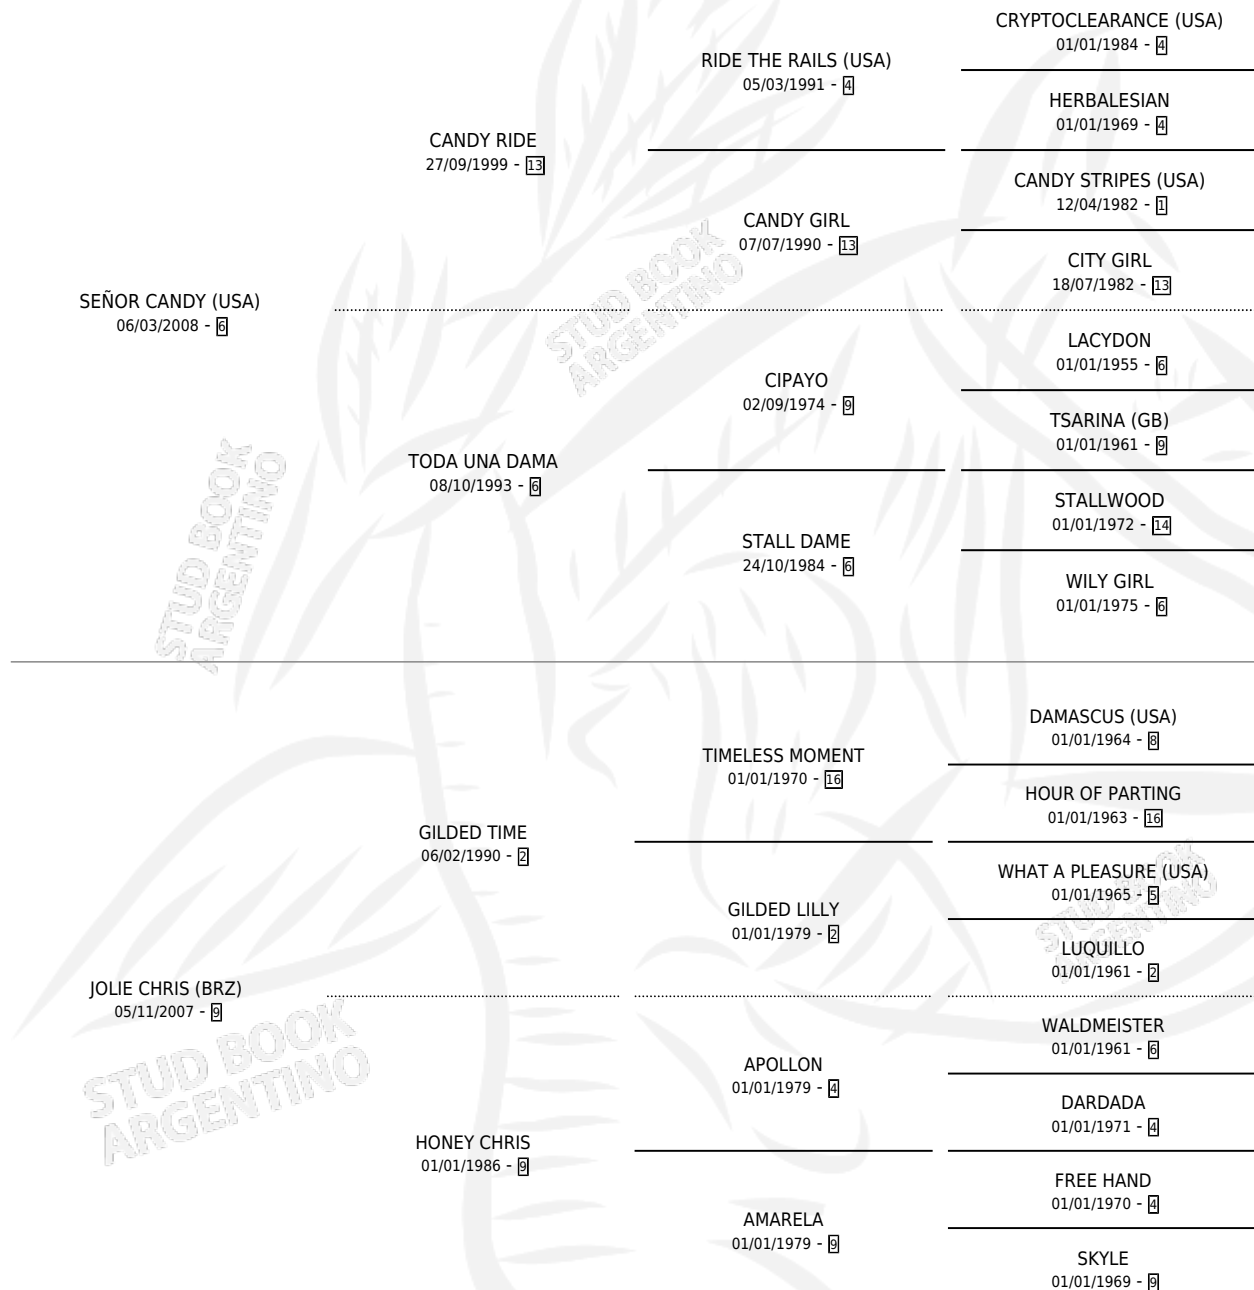 CRYPTOCLEARANCE (USA)
01/01/1984 - 4
RIDE THE RAILS (USA)
05/03/1991 - 4
HERBALESIAN
01/01/1969 - 4
CANDY RIDE
27/09/1999 - 13
CANDY STRIPES (USA)
12/04/1982 - 1
CANDY GIRL
07/07/1990 - 13
CITY GIRL
18/07/1982 - 13
SEÑOR CANDY (USA)
06/03/2008 - 6
LACYDON
01/01/1955 - 6
CIPAYO
02/09/1974 - 9
TSARINA (GB)
01/01/1961 - 9
TODA UNA DAMA
08/10/1993 - 6
STALLWOOD
01/01/1972 - 14
STALL DAME
24/10/1984 - 6
WILY GIRL
01/01/1975 - 6
STUD BOOK
ARGENTINO
STUD BOOK
ARGENTINO
DAMASCUS (USA)
01/01/1964 - 8
TIMELESS MOMENT
01/01/1970 - 16
HOUR OF PARTING
01/01/1963 - 16
GILDED TIME
06/02/1990 - 2
WHAT A PLEASURE (USA)
01/01/1965 - 5
GILDED LILLY
01/01/1979 - 2
LUQUILLO
01/01/1961 - 2
JOLIE CHRIS (BRZ)
05/11/2007 - 9
WALDMEISTER
01/01/1961 - 6
APOLLON
01/01/1979 - 4
DARDADA
01/01/1971 - 4
HONEY CHRIS
01/01/1986 - 9
FREE HAND
01/01/1970 - 4
AMARELA
01/01/1979 - 9
SKYLE
01/01/1969 - 9
STUD BOOK
ARGENTINO
STUD BOOK
ARGENTINO